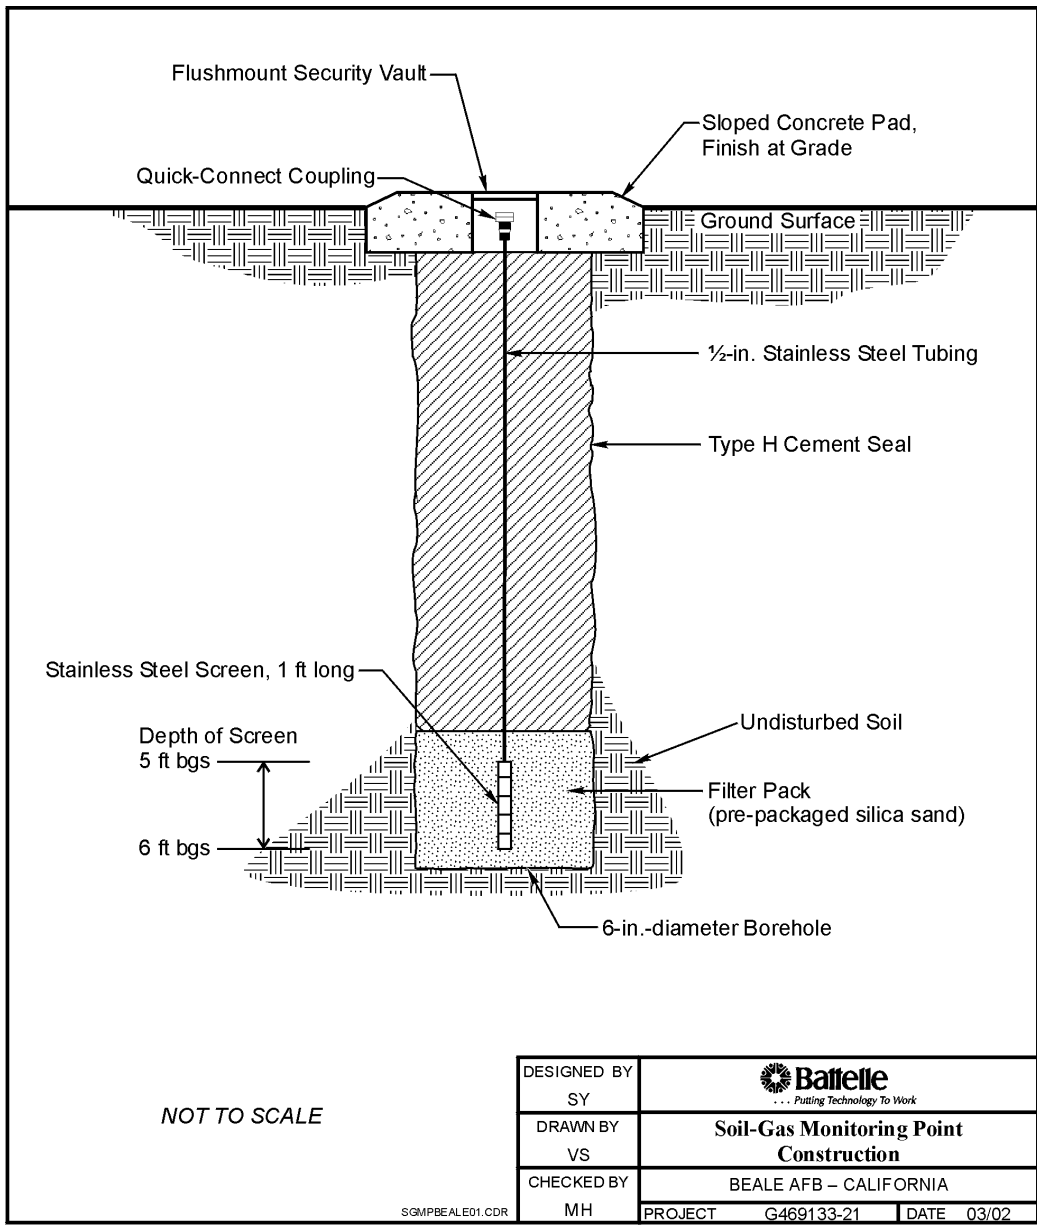 Flushmount Security Vault
Sloped Concrete Pad,
Finish at Grade
Quick-Connect Coupling
Ground Surface
½-in. Stainless Steel Tubing
Type H Cement Seal
Stainless Steel Screen, 1 ft long
Undisturbed Soil
Depth of Screen
5 ft bgs
Filter Pack
(pre-packaged silica sand)
6 ft bgs
6-in.-diameter Borehole
NOT TO SCALE
SGMPBEALE01.CDR
DESIGNED BY
SY
DRAWN BY
VS
CHECKED BY
MH
Battelle
. . . Putting Technology To Work
Soil-Gas Monitoring Point
Construction
BEALE AFB – CALIFORNIA
PROJECT G469133-21 DATE 03/02